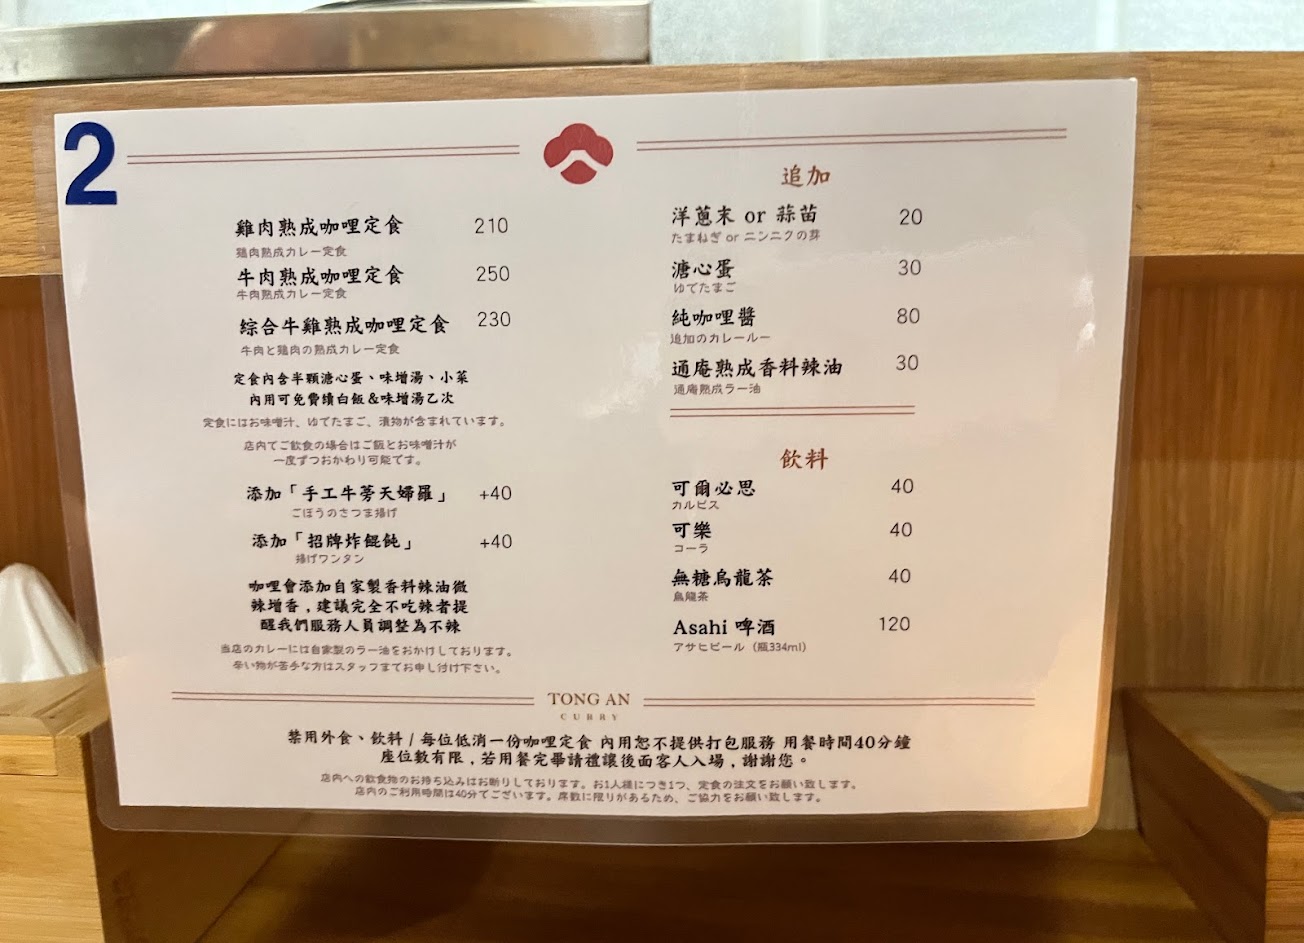 2
雞肉熟成咖哩定食 210
鶏肉熟成カレー定食
牛肉熟成咖哩定食 250
牛肉熟成カレー定食
綜合牛雞熟成咖哩定食 230
牛肉と鶏肉の熟成カレー定食
定食內含半顆溏心蛋、味增湯、小菜
內用可免費續白飯&味增湯乙次
定食にはお味噌汁、ゆでたまご、漬物が含まれています。
店内でご飲食の場合はご飯とお味噌汁が
一度ずつおかわり可能です。
添加「手工牛蒡天婦羅」 +40
ごぼうのさつま揚げ
添加「招牌炸餛飩」 +40
揚げワンタン
咖哩會添加自家製香料辣油微
辣增香,建議完全不吃辣者提
醒我們服務人員調整為不辣
当店のカレーには自家製のラー油をおかけしております。
辛い物が苦手な方はスタッフまでお申し付け下さい。
追加
洋蔥末 or 蒜苗 20
たまねぎ or ニンニクの芽
溏心蛋 30
ゆでたまご
純咖哩醬 80
追加のカレールー
通庵熟成香料辣油 30
通庵熟成ラー油
飲料
可爾必思 40
カルピス
可樂 40
コーラ
無糖烏龍茶 40
烏龍茶
Asahi 啤酒 120
アサヒビール（瓶334ml）
TONG AN
CURRY
禁用外食、飲料 / 每位低消一份咖哩定食 內用恕不提供打包服務 用餐時間40分鐘
座位數有限,若用餐完畢請禮讓後面客人入場,謝謝您。
店内への飲食物のお持ち込みはお断りしております。お1人様につき1つ、定食の注文をお願い致します。
店内のご利用時間は40分でございます。席数に限りがあるため、ご協力をお願い致します。